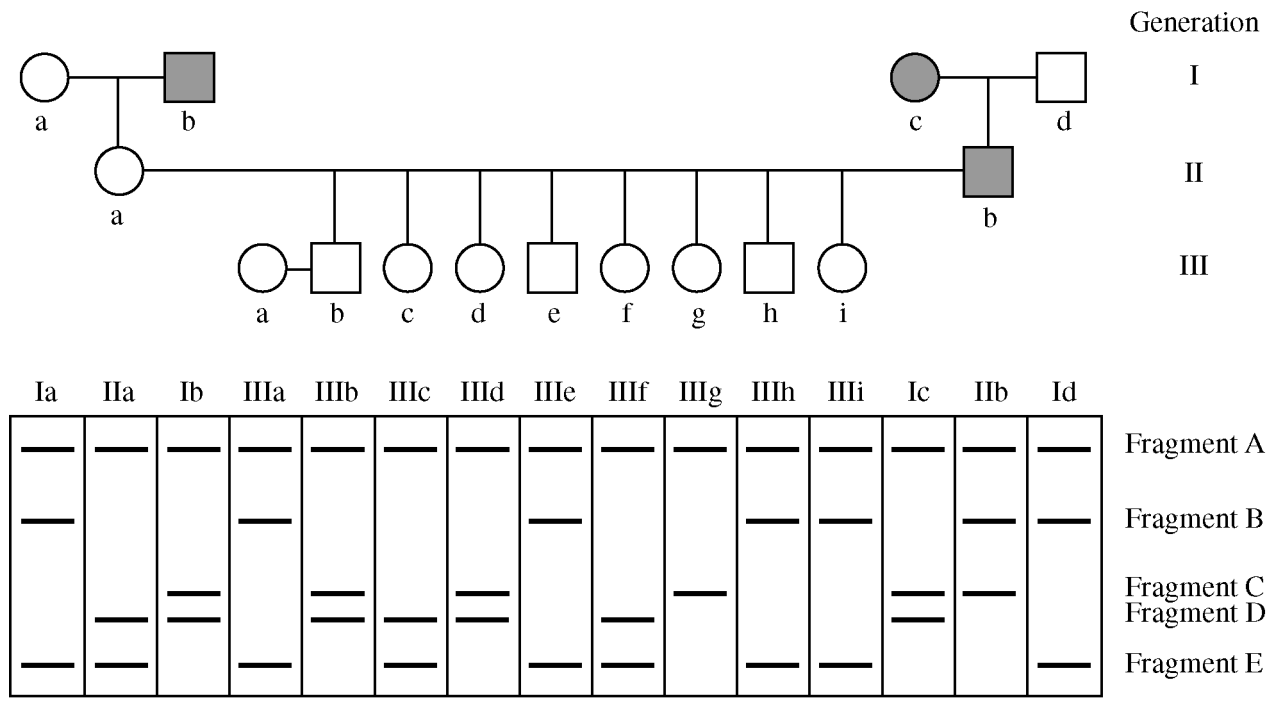 Generation
I
a b c d
II
a b
III
a b c d e f g h i
Ia IIa Ib IIIa IIIb IIIc IIId IIIe IIIf IIIg IIIh IIIi Ic IIb Id
Fragment A
Fragment B
Fragment C
Fragment D
Fragment E